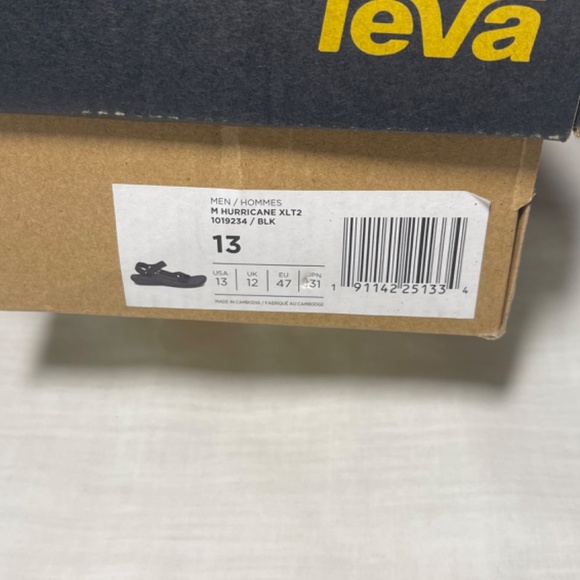 Teva
MEN / HOMMES
M HURRICANE XLT2
1019234 / BLK
13
USA UK EU JPN
13 12 47 31
1 91142 25133 4
MADE IN CAMBODIA / FABRIQUÉ AU CAMBODGE